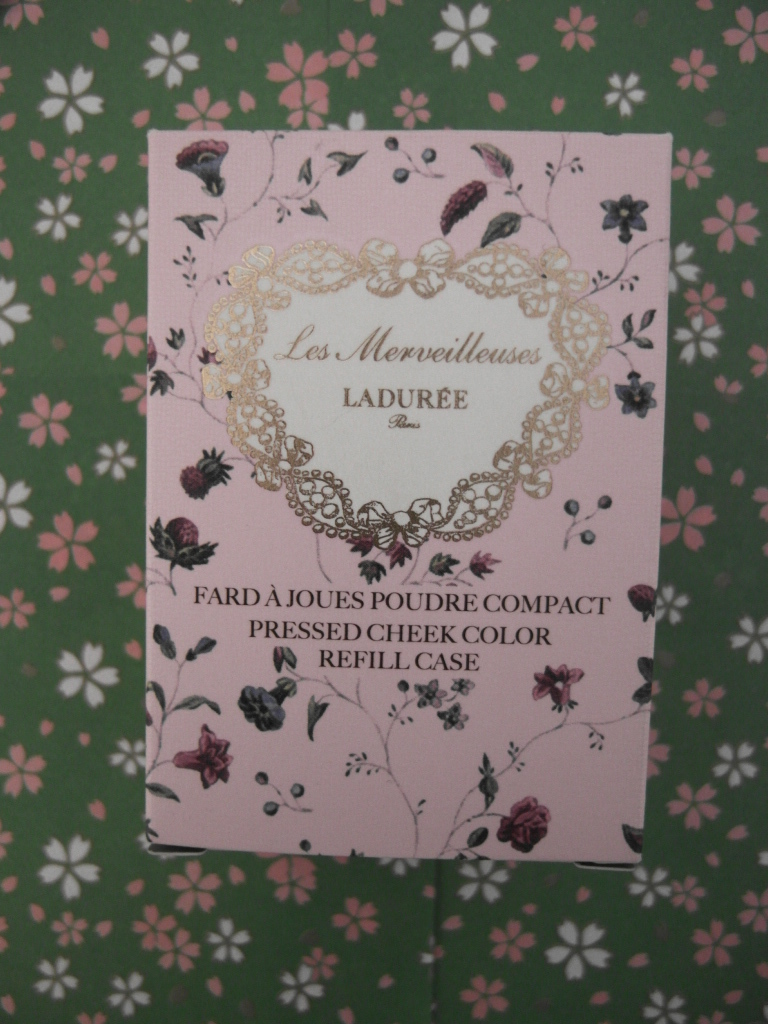 Les Merveilleuses
LADURÉE
Paris
FARD À JOUES POUDRE COMPACT
PRESSED CHEEK COLOR
REFILL CASE